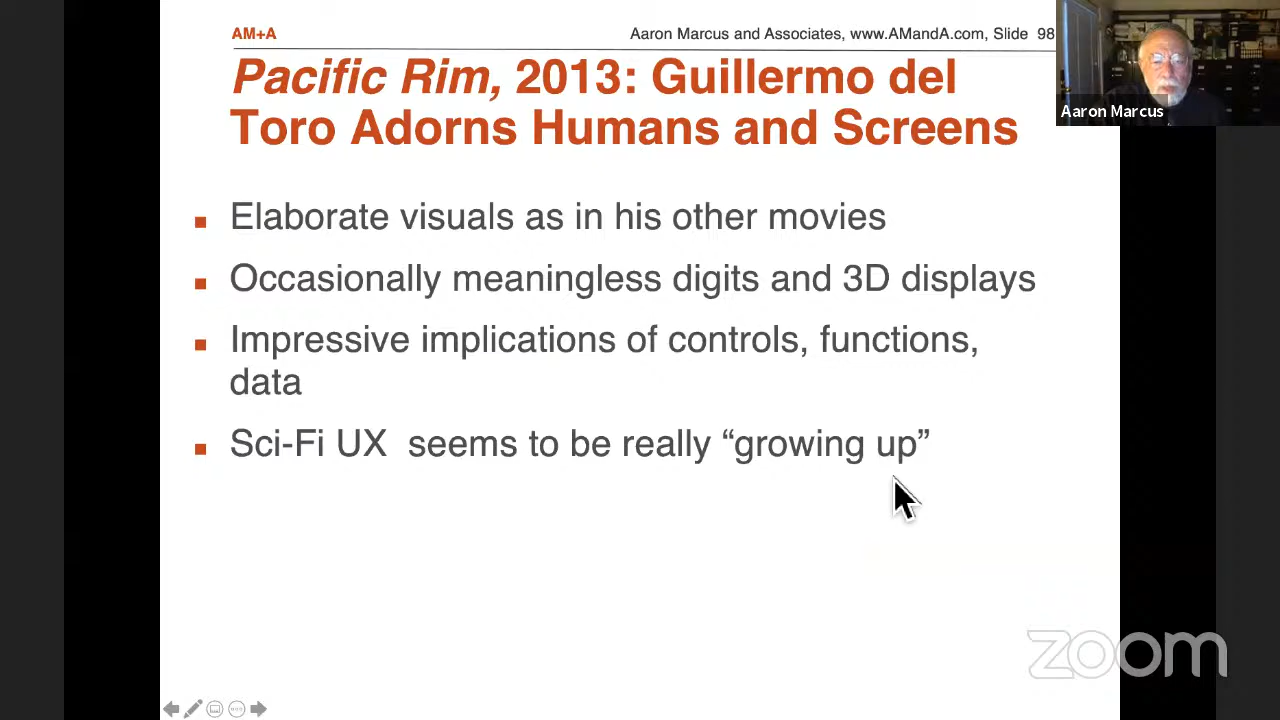 AM+A
Aaron Marcus and Associates, www.AMandA.com, Slide 98
Pacific Rim, 2013: Guillermo del
Toro Adorns Humans and Screens
Aaron Marcus
Elaborate visuals as in his other movies
Occasionally meaningless digits and 3D displays
Impressive implications of controls, functions,
data
Sci-Fi UX  seems to be really “growing up”
zoom